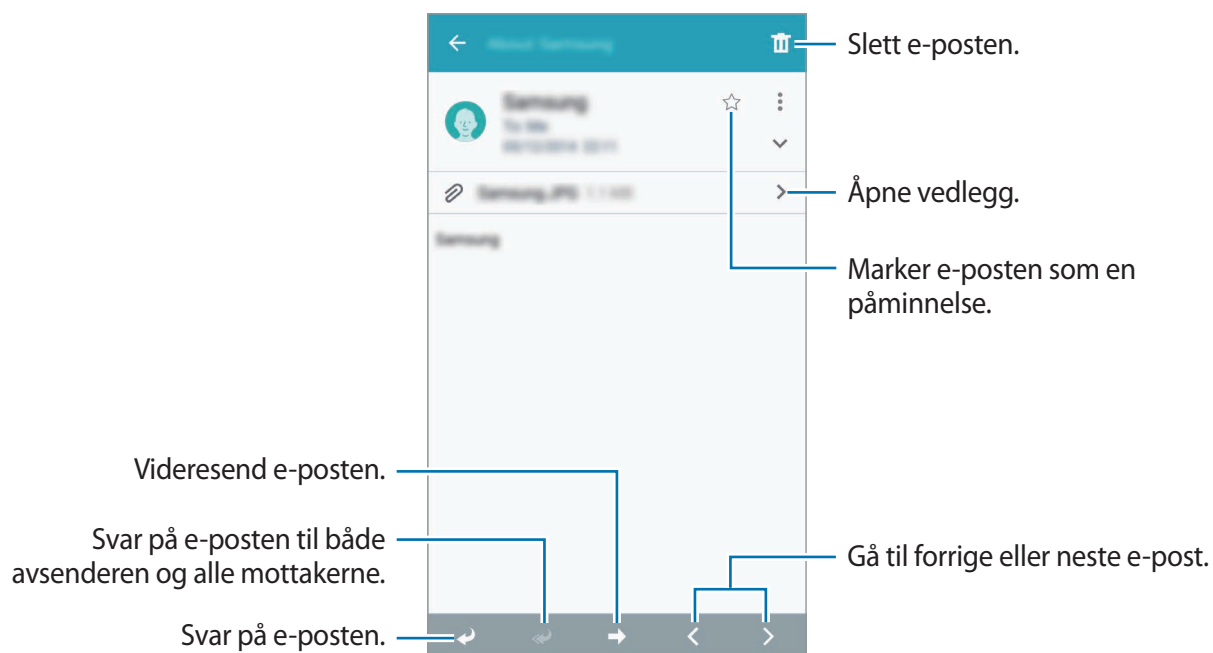 Slett e-posten.
Åpne vedlegg.
Marker e-posten som en
påminnelse.
Videresend e-posten.
Svar på e-posten til både
avsenderen og alle mottakerne.
Gå til forrige eller neste e-post.
Svar på e-posten.